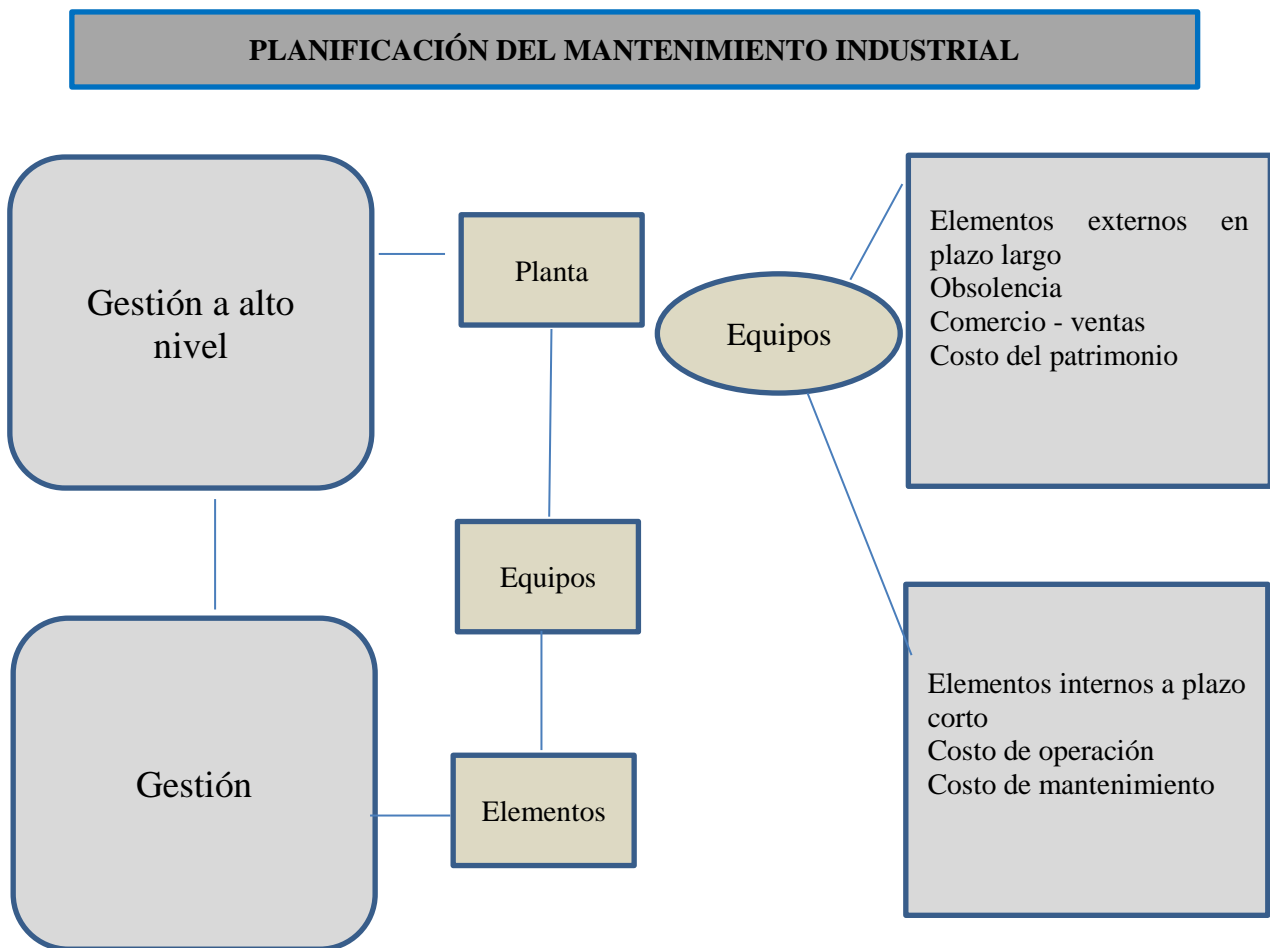 PLANIFICACIÓN DEL MANTENIMIENTO INDUSTRIAL
Gestión a alto
nivel
Planta
Equipos
Elementos externos en
plazo largo
Obsolencia
Comercio - ventas
Costo del patrimonio
Equipos
Gestión
Elementos
Elementos internos a plazo
corto
Costo de operación
Costo de mantenimiento